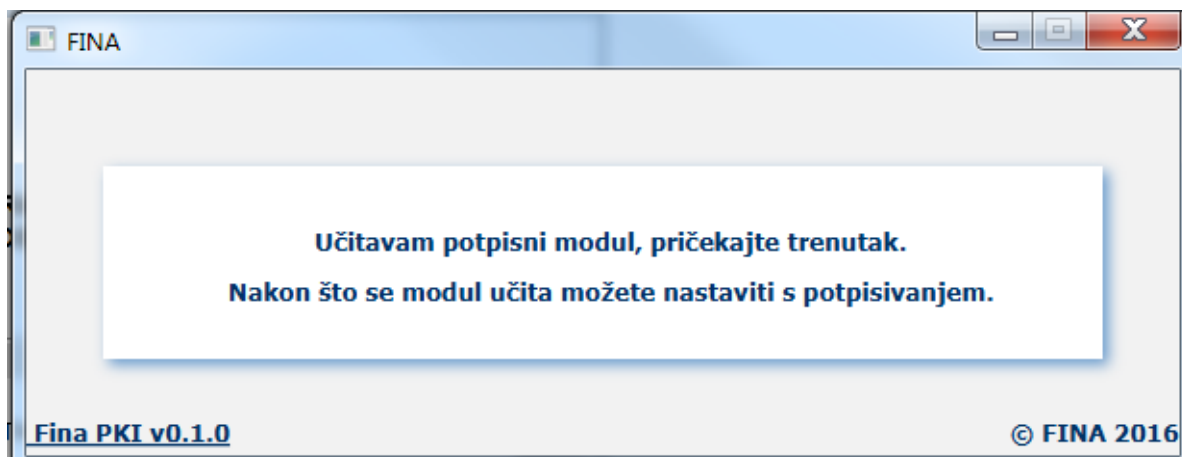 FINA
Učitavam potpisni modul, pričekajte trenutak.
Nakon što se modul učita možete nastaviti s potpisivanjem.
Fina PKI v0.1.0
© FINA 2016